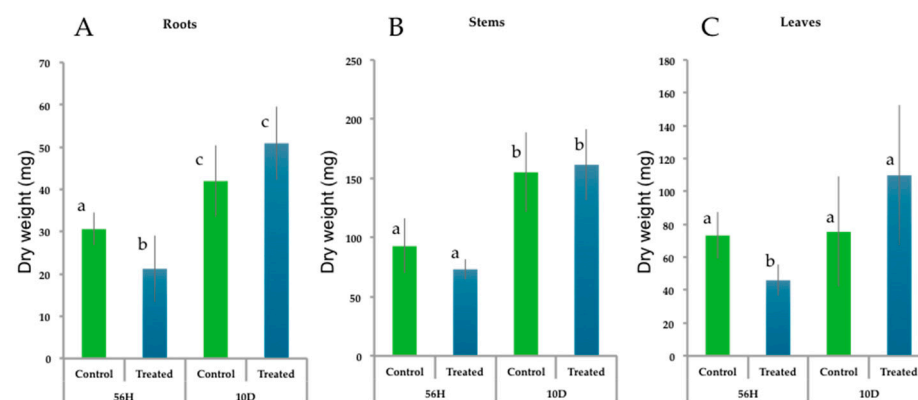 A
Roots
Dry weight (mg)
70
60
50
40
30
20
10
0
a
b
c
c
Control
Treated
Control
Treated
56H
10D
B
Stems
Dry weight (mg)
250
200
150
100
50
0
a
a
b
b
Control
Treated
Control
Treated
56H
10D
C
Leaves
Dry weight (mg)
180
160
140
120
100
80
60
40
20
0
a
b
a
a
Control
Treated
Control
Treated
56H
10D